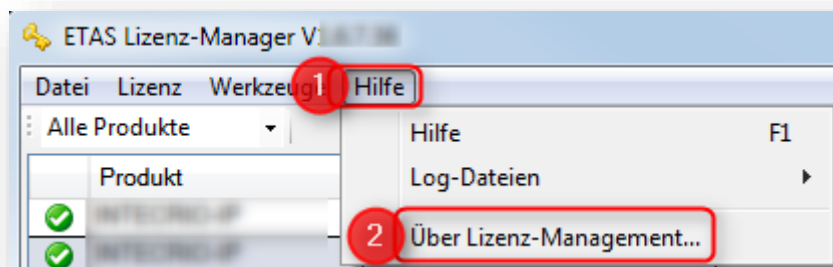 ETAS Lizenz-Manager
Datei Lizenz Werkzeuge 1 Hilfe
Alle Produkte
Hilfe F1
Produkt
Log-Dateien
2 Über Lizenz-Management...